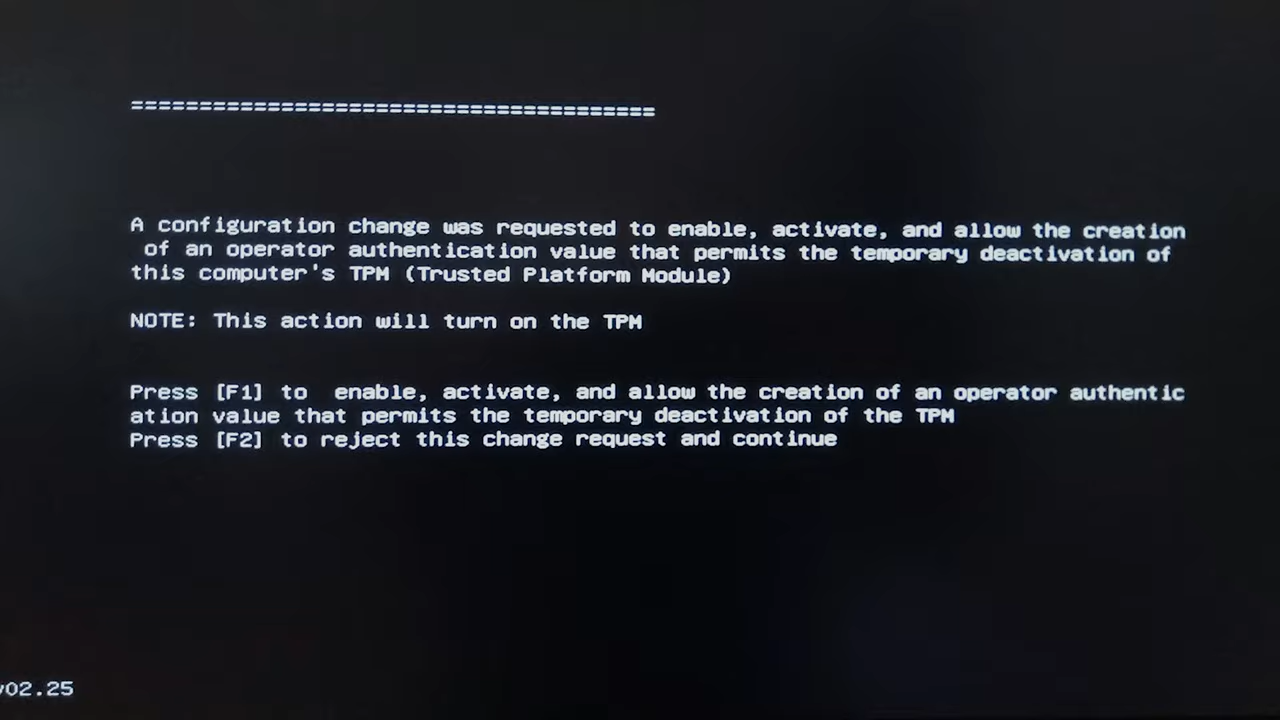 =======================================
A configuration change was requested to enable, activate, and allow the creation
of an operator authentication value that permits the temporary deactivation of
this computer's TPM (Trusted Platform Module)
NOTE: This action will turn on the TPM
Press [F1] to  enable, activate, and allow the creation of an operator authentic
ation value that permits the temporary deactivation of the TPM
Press [F2] to reject this change request and continue
v02.25